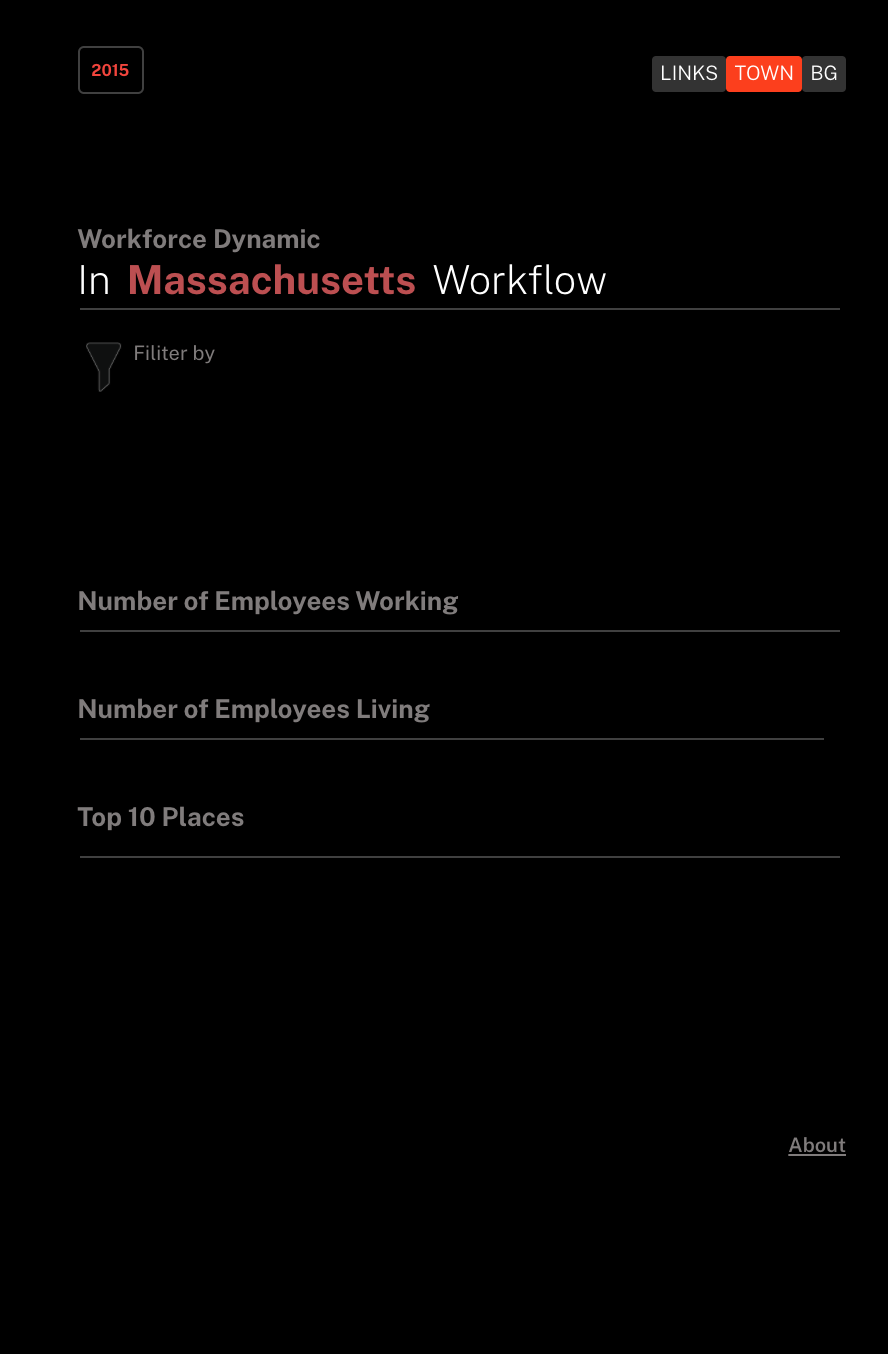 2015
LINKS TOWN BG
Workforce Dynamic
In Massachusetts Workflow
Filiter by
Number of Employees Working
Number of Employees Living
Top 10 Places
About